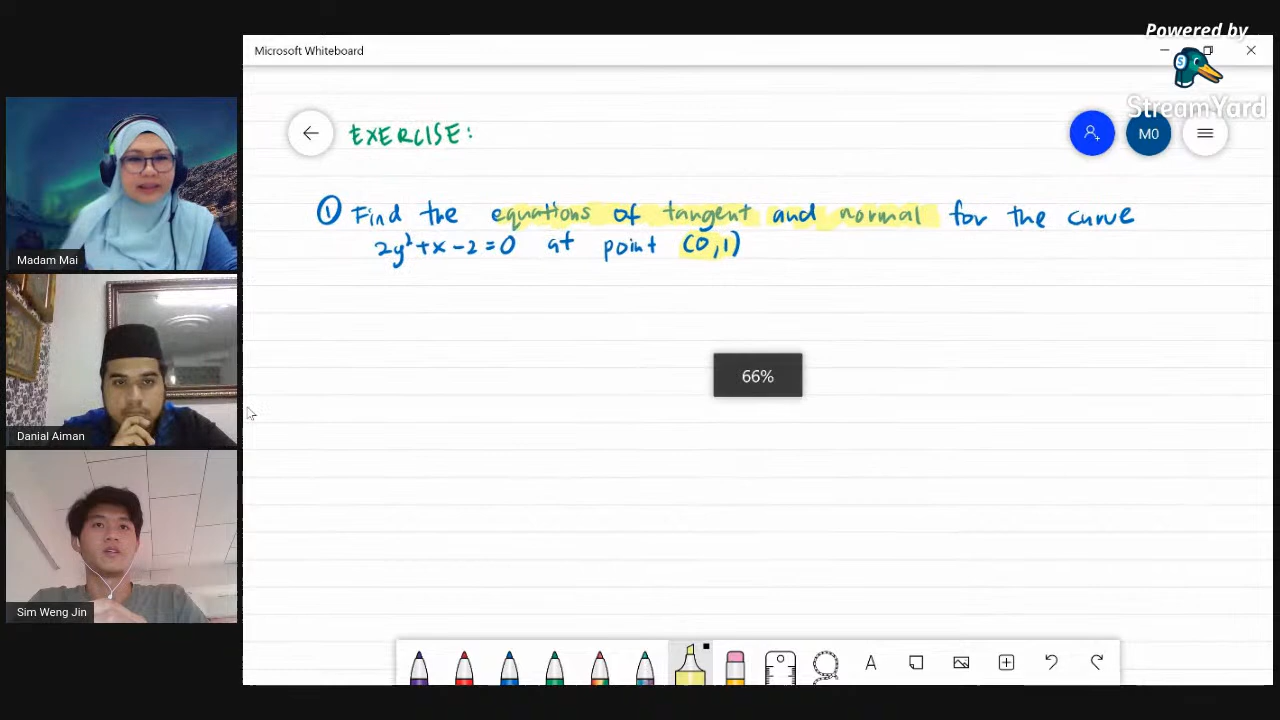 Powered by
StreamYard
Microsoft Whiteboard
EXERCISE:
M0
① Find the equations of tangent and normal for the curve
2y²+x-2=0 at point (0,1)
66%
Madam Mai
Danial Aiman
Sim Weng Jin
A